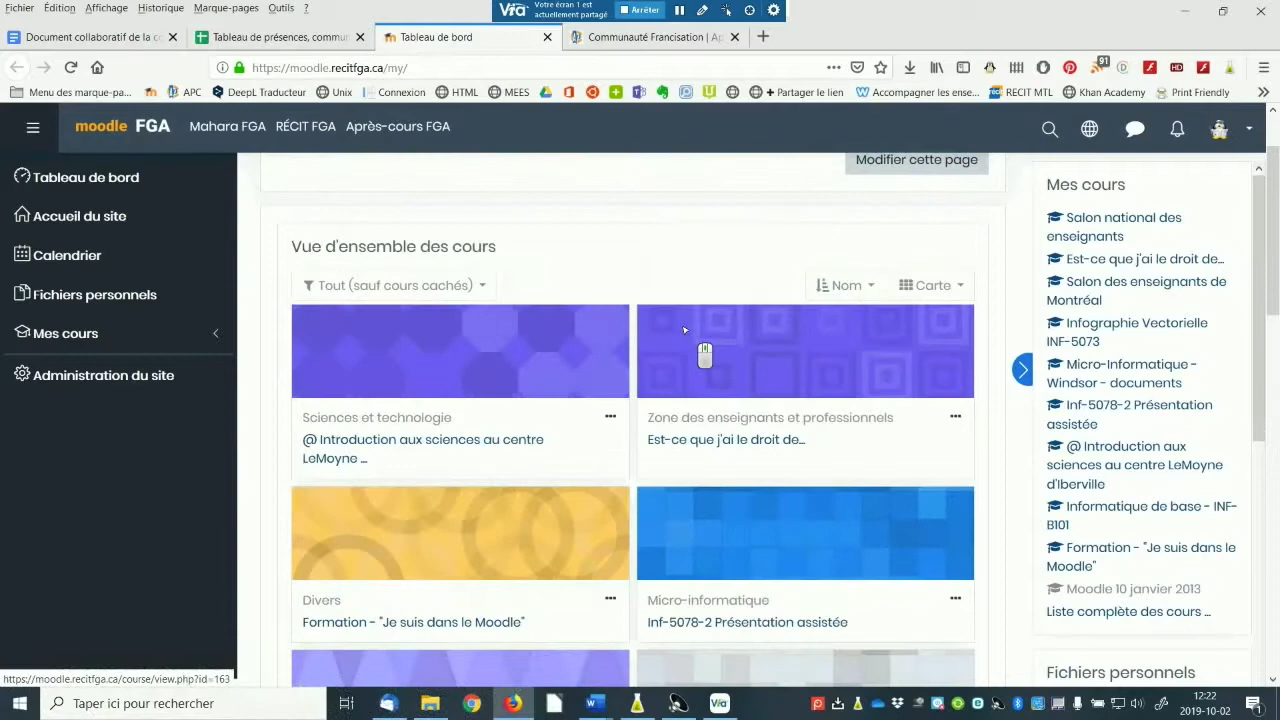 Fichier Édition Affichage Historique Marque-pages Outils ?
Via Votre écran 1 est actuellement partagé Arrêter
Document collaboratif de la c
Tableau de présences, commu
Tableau de bord
Communauté Francisation | Ap
https://moodle.recitfga.ca/my/
91
Menu des marque-pa... APC DeepL Traducteur Unix Connexion HTML MEES + Partager le lien Accompagner les ense... RECIT MTL Khan Academy Print Friendly
moodle FGA Mahara FGA RÉCIT FGA Après-cours FGA
Tableau de bord
Accueil du site
Calendrier
Fichiers personnels
Mes cours
Administration du site
Modifier cette page
Vue d'ensemble des cours
Tout (sauf cours cachés)
Nom
Carte
Sciences et technologie
@ Introduction aux sciences au centre
LeMoyne ...
Zone des enseignants et professionnels
Est-ce que j'ai le droit de...
Divers
Formation - "Je suis dans le Moodle"
Micro-informatique
Inf-5078-2 Présentation assistée
Mes cours
Salon national des
enseignants
Est-ce que j'ai le droit de...
Salon des enseignants de
Montréal
Infographie Vectorielle
INF-5073
Micro-Informatique -
Windsor - documents
Inf-5078-2 Présentation
assistée
@ Introduction aux
sciences au centre LeMoyne
d'Iberville
Informatique de base - INF-
B101
Formation - "Je suis dans le
Moodle"
Moodle 10 janvier 2013
Liste complète des cours ...
Fichiers personnels
https://moodle.recitfga.ca/course/view.php?id=163
Taper ici pour rechercher
Via
12:22
2019-10-02